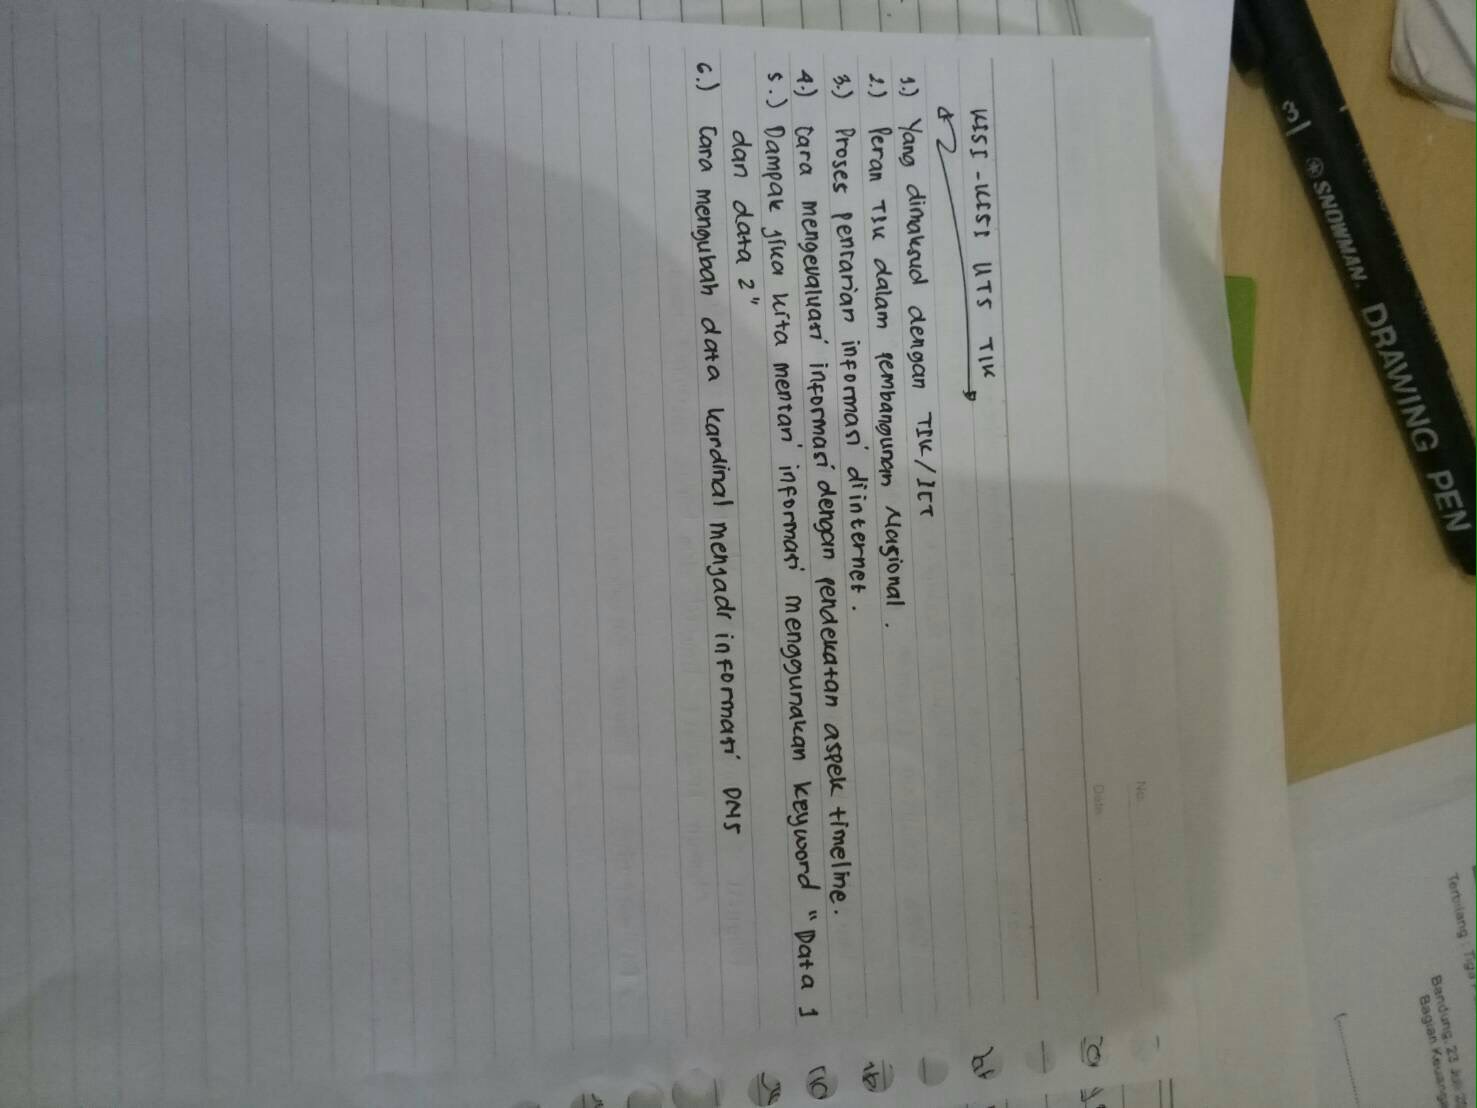 KISI-KISI UTS TIK
1.) Yang dimaksud dengan TIK/ICT
2.) Peran TIK dalam pembangunan Nasional.
3.) Proses pencarian informasi diinternet.
4.) Cara mengevaluasi informasi dengan pendekatan aspek timeline.
5.) Dampak jika kita mencari informasi menggunakan keyword "Data 1
dan data 2"
6.) Cara mengubah data kardinal menjadi informasi DNS
No.
Date
SNOWMAN. DRAWING PEN
Terbilang : Tiga
Bandung, 23
Bagian